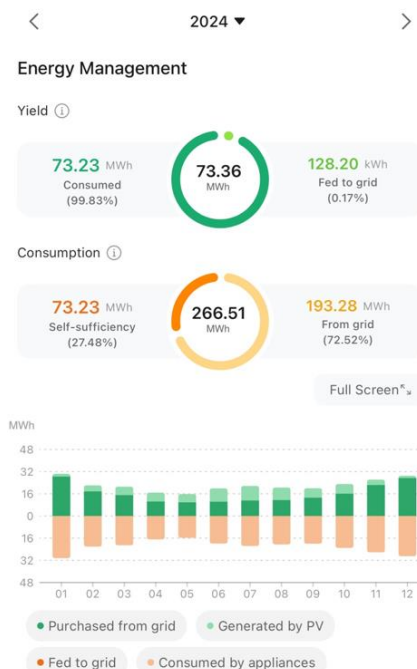 2024
Energy Management
Yield
73.23 MWh
Consumed
(99.83%)
73.36
MWh
128.20 kWh
Fed to grid
(0.17%)
Consumption
73.23 MWh
Self-sufficiency
(27.48%)
266.51
MWh
193.28 MWh
From grid
(72.52%)
Full Screen
MWh
48
32
16
0
16
32
48
01 02 03 04 05 06 07 08 09 10 11 12
Purchased from grid
Generated by PV
Fed to grid
Consumed by appliances